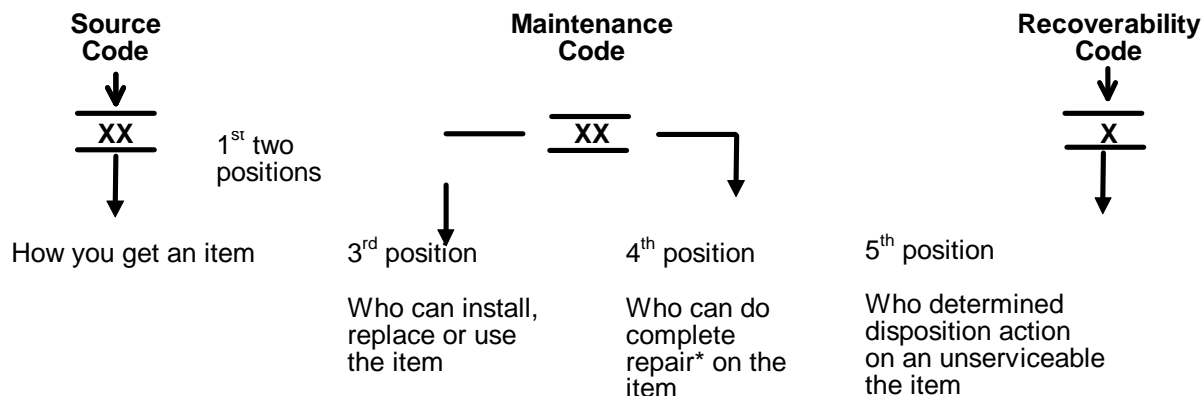 Source
Code
Maintenance
Code
Recoverability
Code
XX
XX
X
1st two
positions
How you get an item
3rd position
Who can install,
replace or use
the item
4th position
Who can do
complete
repair* on the
item
5th position
Who determined
disposition action
on an unserviceable
the item